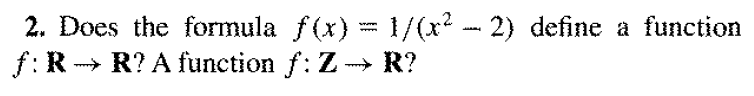 2. Does the formula f(x) = 1/(x² − 2) define a function
f: R → R? A function f: Z → R?